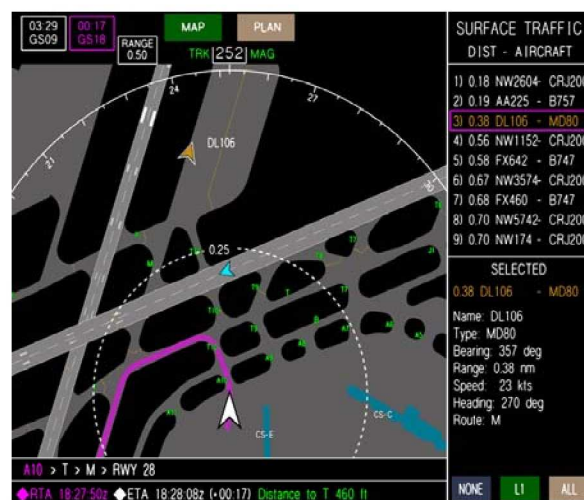 03:29
GS09
00:17
GS18
RANGE
0.50
MAP
PLAN
TRK 252 MAG
24
27
21
DL106
0.25
M
T
B
T7
T9
A10
CS-E
CS-C
A10 > T > M > RWY 28
RTA 18:27:50z ETA 18:28:08z (+00:17) Distance to T 460 ft
SURFACE TRAFFIC
DIST - AIRCRAFT
1) 0.18 NW2604- CRJ200
2) 0.19 AA225 - B757
3) 0.38 DL106 - MD80
4) 0.56 NW1152- CRJ200
5) 0.58 FX642 - B747
6) 0.67 NW3574- CRJ200
7) 0.68 FX460 - B747
8) 0.70 NW5742- CRJ200
9) 0.70 NW174 - CRJ200
SELECTED
0.38 DL106 - MD80
Name: DL106
Type: MD80
Bearing: 357 deg
Range: 0.38 nm
Speed: 23 kts
Heading: 270 deg
Route: M
NONE
L1
ALL